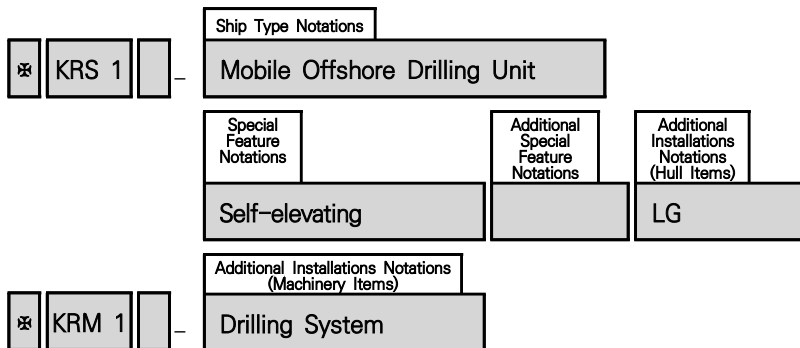 Ship Type Notations
✠ KRS 1 _ Mobile Offshore Drilling Unit
Special
Feature
Notations
Additional
Special
Feature
Notations
Additional
Installations
Notations
(Hull Items)
Self-elevating
LG
Additional Installations Notations
(Machinery Items)
✠ KRM 1 _ Drilling System